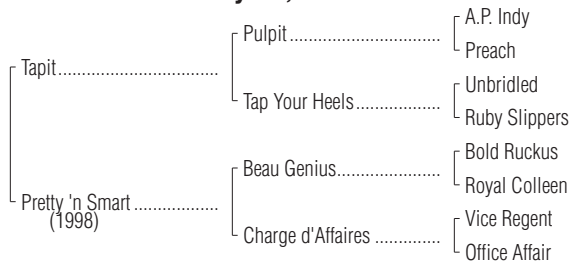 Pulpit
A.P. Indy
Preach
Tapit
Tap Your Heels
Unbridled
Ruby Slippers
Pretty 'n Smart
(1998)
Beau Genius
Bold Ruckus
Royal Colleen
Charge d'Affaires
Vice Regent
Office Affair